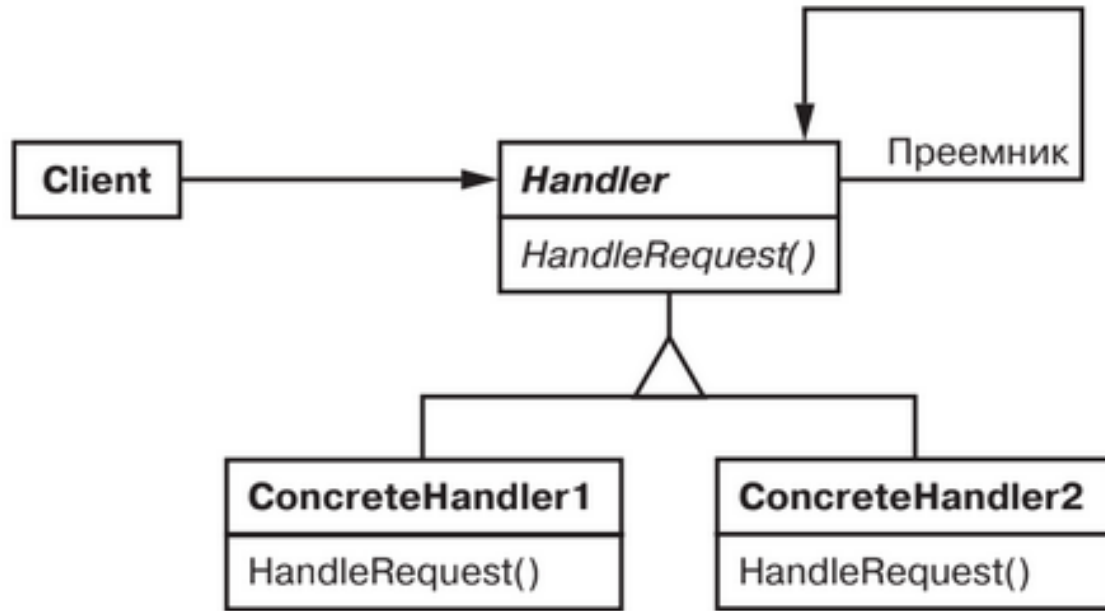 Client
Handler
Преемник
HandleRequest()
ConcreteHandler1
HandleRequest()
ConcreteHandler2
HandleRequest()